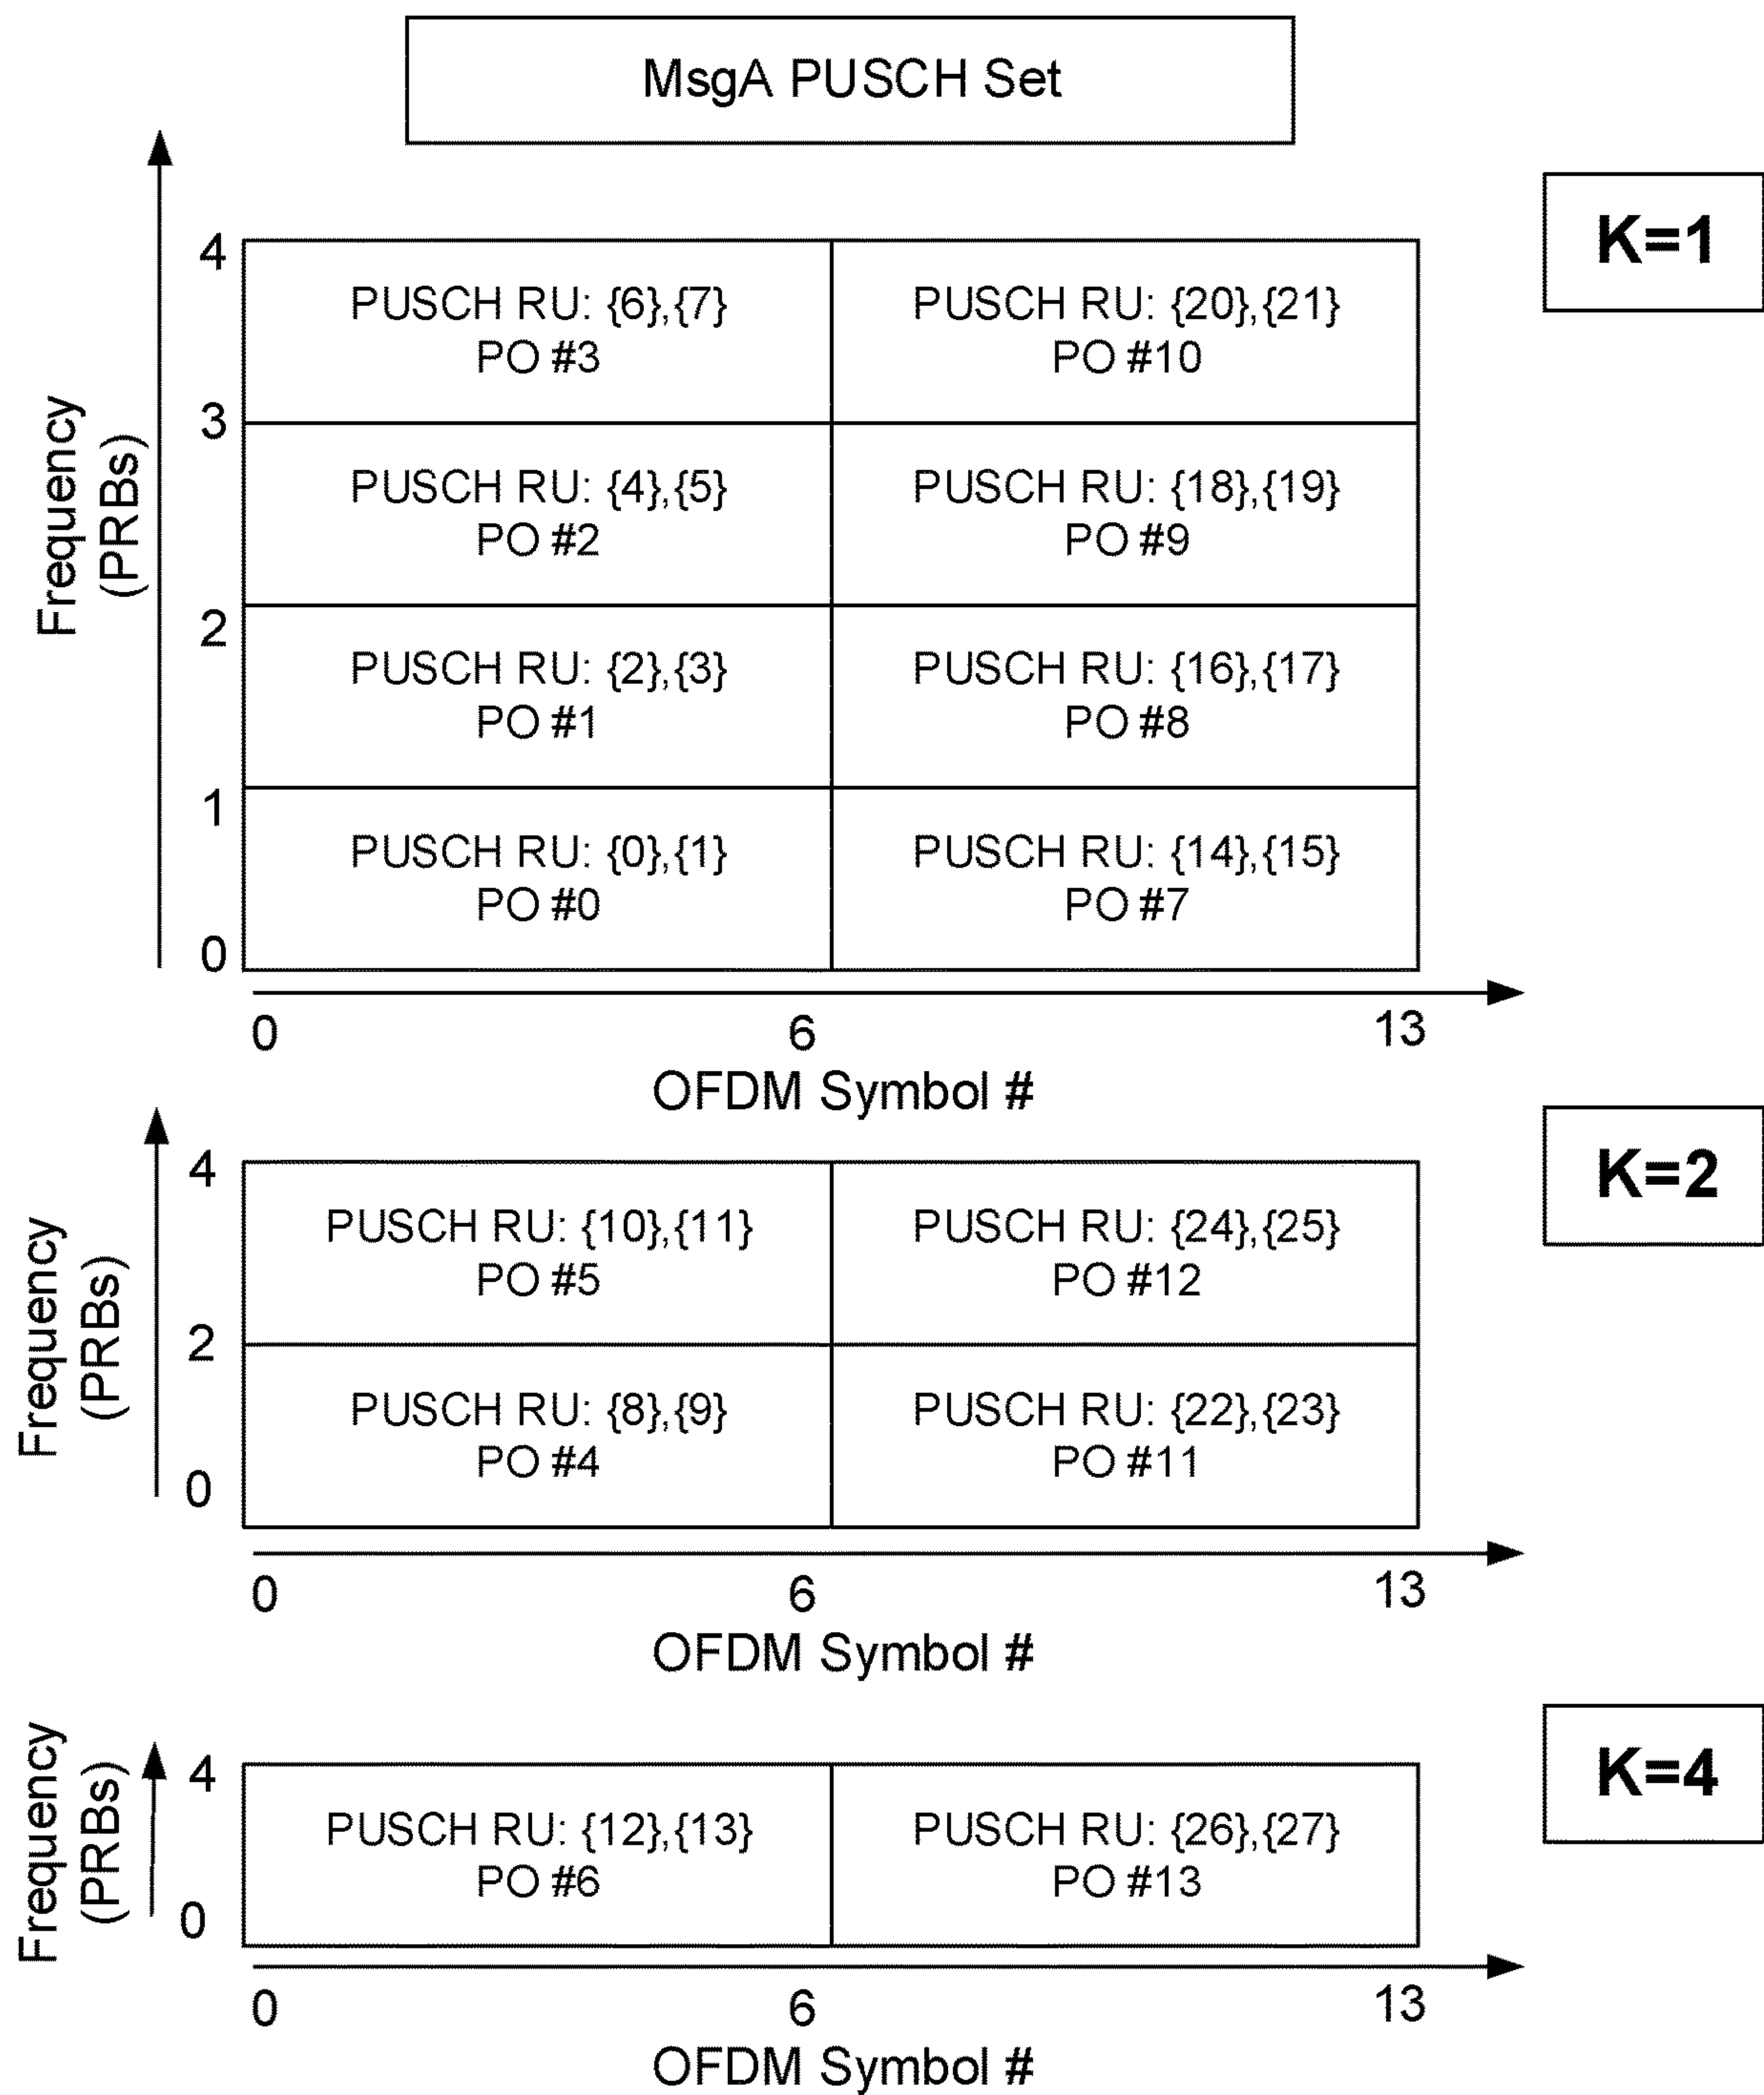 MsgA PUSCH Set
K=1
Frequency
(PRBs)
4
PUSCH RU: {6},{7}
PO #3
PUSCH RU: {20},{21}
PO #10
3
PUSCH RU: {4},{5}
PO #2
PUSCH RU: {18},{19}
PO #9
2
PUSCH RU: {2},{3}
PO #1
PUSCH RU: {16},{17}
PO #8
1
PUSCH RU: {0},{1}
PO #0
PUSCH RU: {14},{15}
PO #7
0
0 6 13
OFDM Symbol #
K=2
Frequency
(PRBs)
4
PUSCH RU: {10},{11}
PO #5
PUSCH RU: {24},{25}
PO #12
2
PUSCH RU: {8},{9}
PO #4
PUSCH RU: {22},{23}
PO #11
0
0 6 13
OFDM Symbol #
K=4
Frequency
(PRBs)
4
PUSCH RU: {12},{13}
PO #6
PUSCH RU: {26},{27}
PO #13
0
0 6 13
OFDM Symbol #